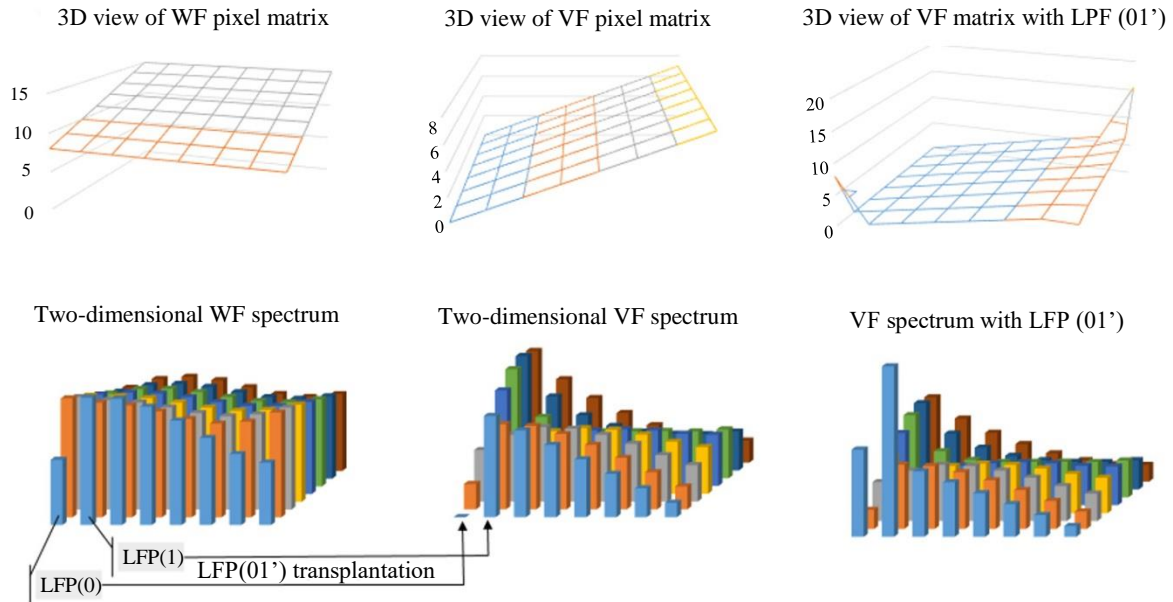 3D view of WF pixel matrix
3D view of VF pixel matrix
3D view of VF matrix with LPF (01’)
15
10
5
0
8
6
4
2
0
20
15
10
5
0
Two-dimensional WF spectrum
Two-dimensional VF spectrum
VF spectrum with LFP (01’)
LFP(1)
LFP(01’) transplantation
LFP(0)